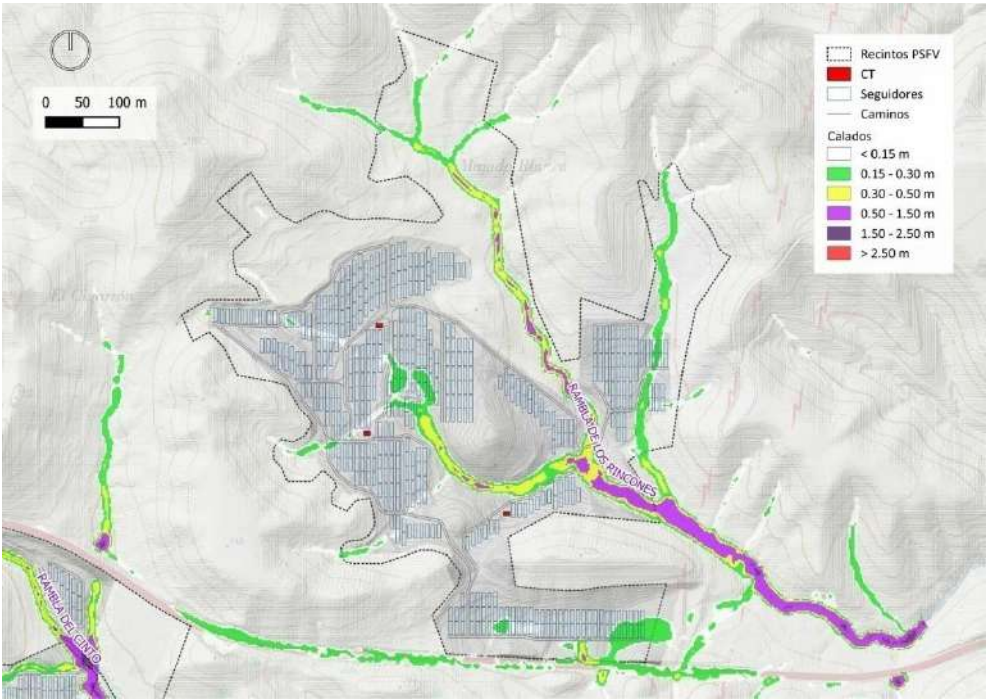 0 50 100 m
Recintos PSFV
CT
Seguidores
Caminos
Calados
< 0.15 m
0.15 - 0.30 m
0.30 - 0.50 m
0.50 - 1.50 m
1.50 - 2.50 m
> 2.50 m
RAMBLA DE LOS RINCONES
RAMBLA DEL CINTO